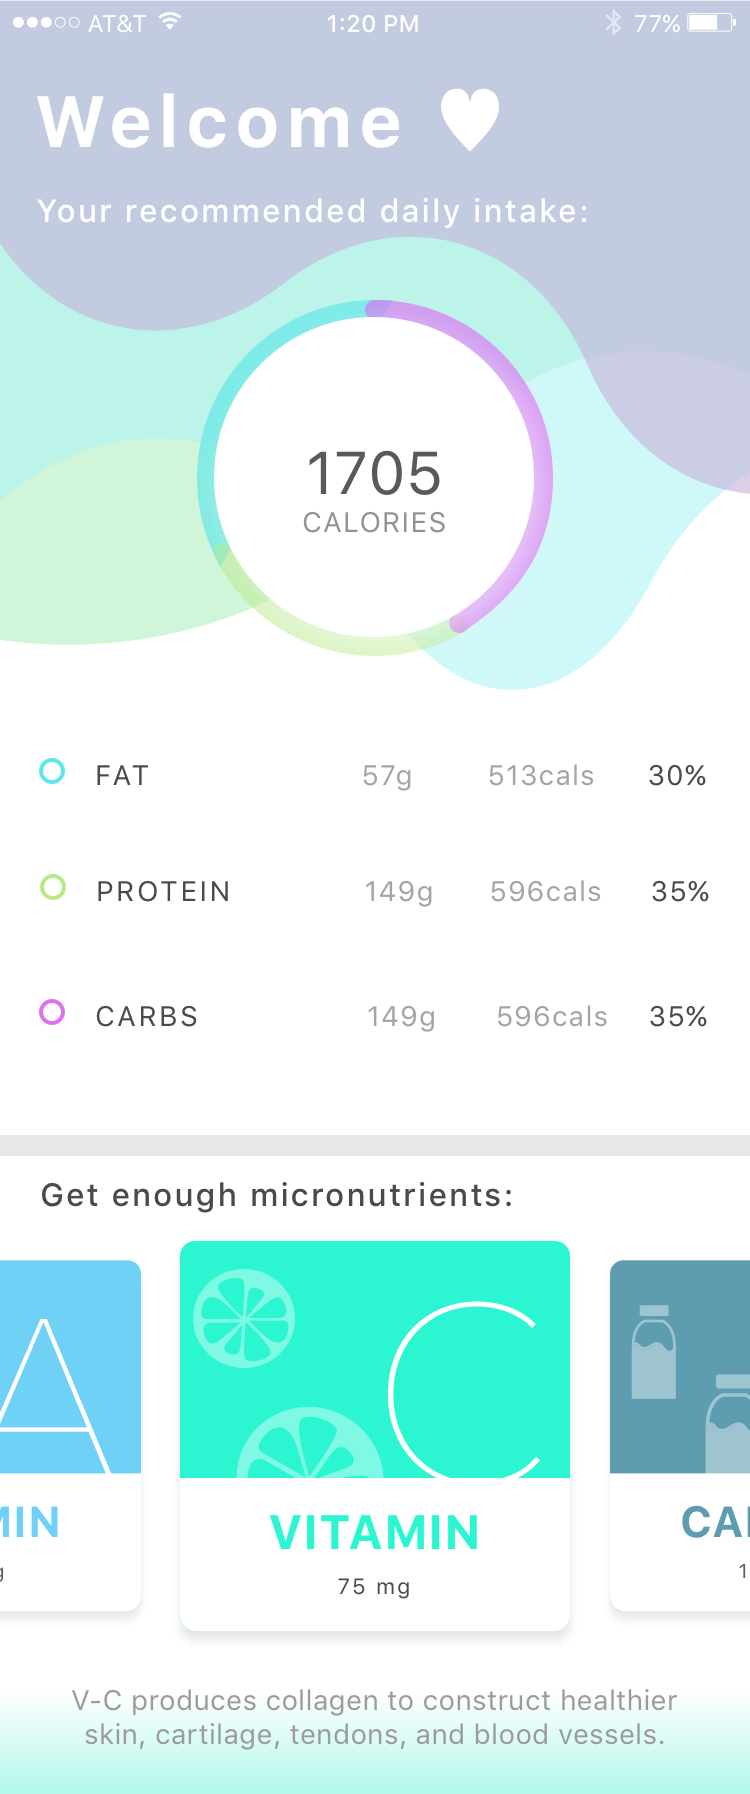 AT&T 1:20 PM 77%
Welcome
Your recommended daily intake:
1705
CALORIES
FAT 57g 513cals 30%
PROTEIN 149g 596cals 35%
CARBS 149g 596cals 35%
Get enough micronutrients:
A C
MIN VITAMIN CA
g 75 mg 1
V-C produces collagen to construct healthier
skin, cartilage, tendons, and blood vessels.